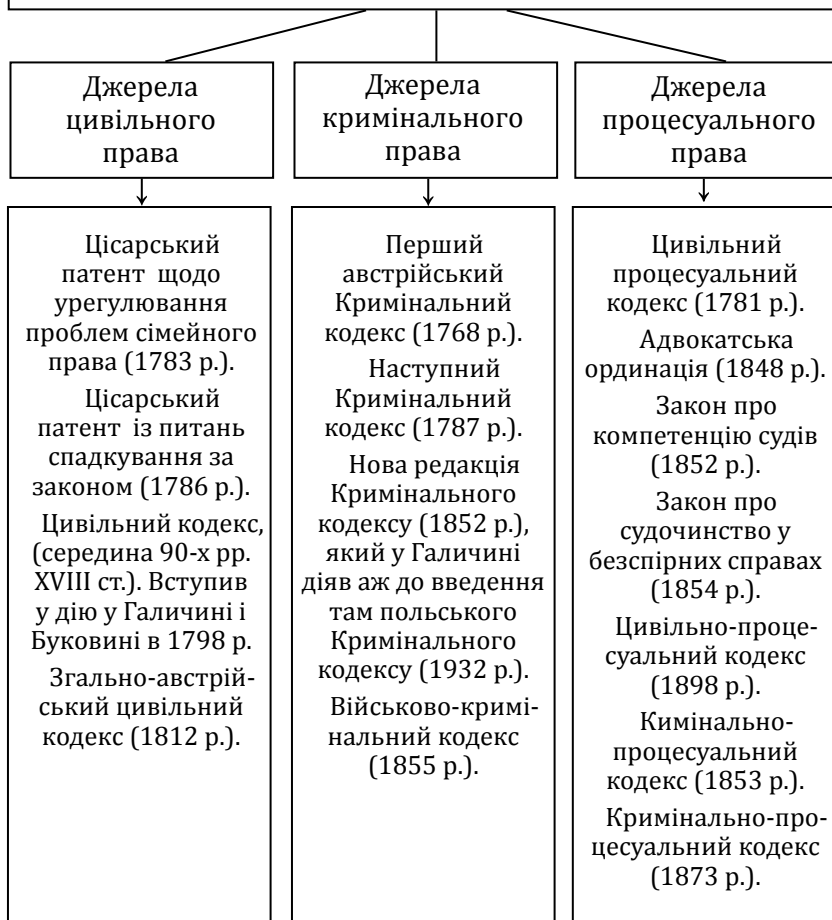 Джерела
цивільного
права
Джерела
кримінального
права
Джерела
процесуального
права
Цісарський
патент щодо
урегулювання
проблем сімейного
права (1783 р.).
Цісарський
патент із питань
спадкування за
законом (1786 р.).
Цивільний кодекс,
(середина 90-х рр.
XVIII ст.). Вступив
у дію у Галичині і
Буковині в 1798 р.
Згально-австрій-
ський цивільний
кодекс (1812 р.).
Перший
австрійський
Кримінальний
кодекс (1768 р.).
Наступний
Кримінальний
кодекс (1787 р.).
Нова редакція
Кримінального
кодексу (1852 р.),
який у Галичині
діяв аж до введення
там польського
Кримінального
кодексу (1932 р.).
Військово-кримі-
нальний кодекс
(1855 р.).
Цивільний
процесуальний
кодекс (1781 р.).
Адвокатська
ординація (1848 р.).
Закон про
компетенцію судів
(1852 р.).
Закон про
судочинство у
безспірних справах
(1854 р.).
Цивільно-проце-
суальний кодекс
(1898 р.).
Кимінально-
процесуальний
кодекс (1853 р.).
Кримінально-про-
цесуальний кодекс
(1873 р.).